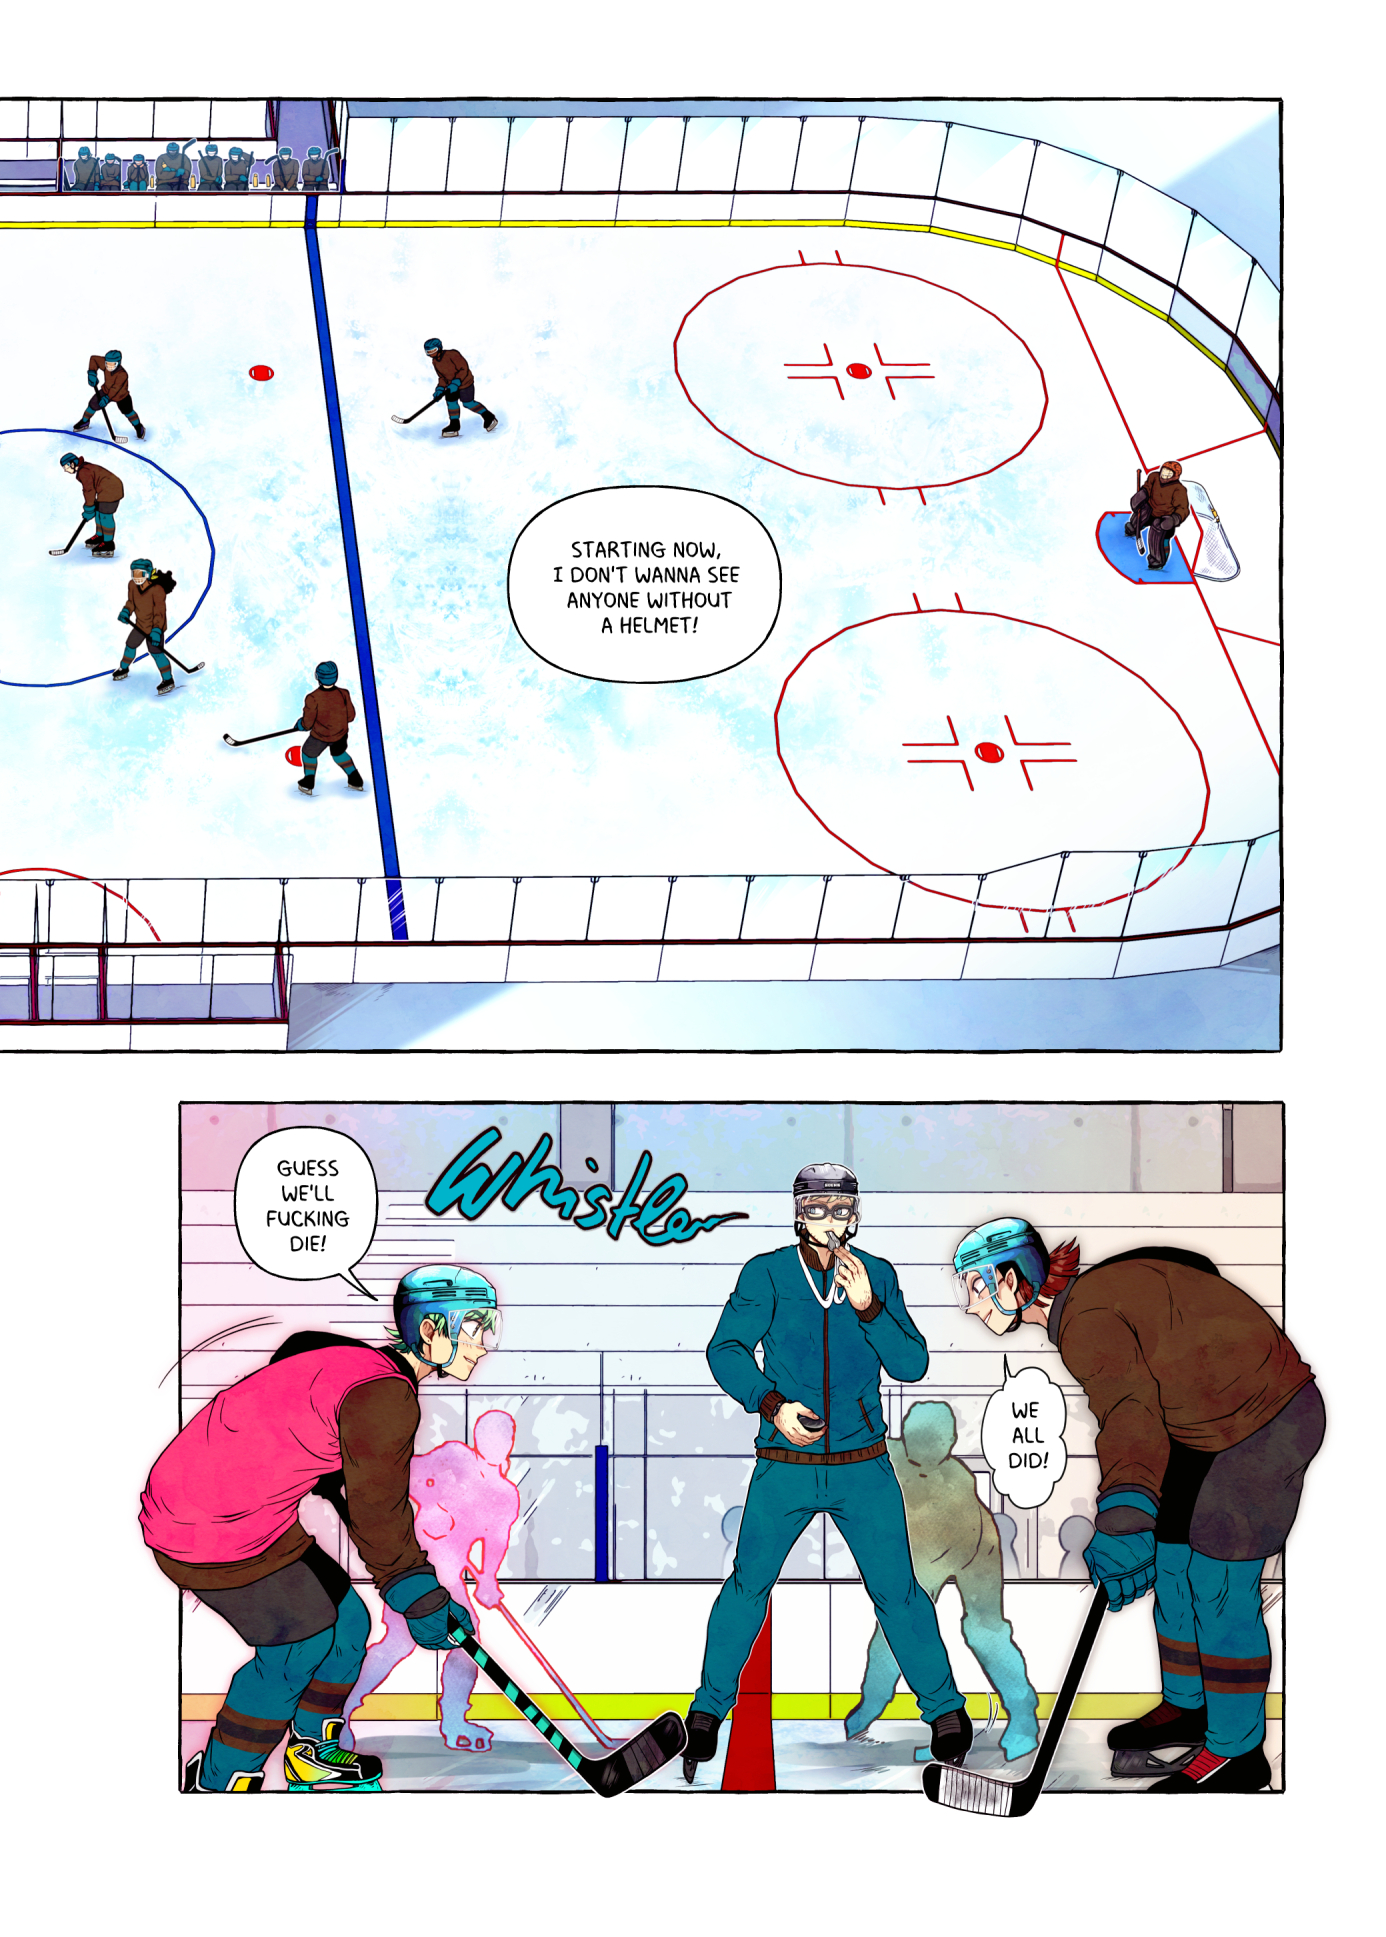 STARTING NOW,
I DON'T WANNA SEE
ANYONE WITHOUT
A HELMET!
GUESS
WE'LL
FUCKING
DIE!
Whistle
WE
ALL
DID!